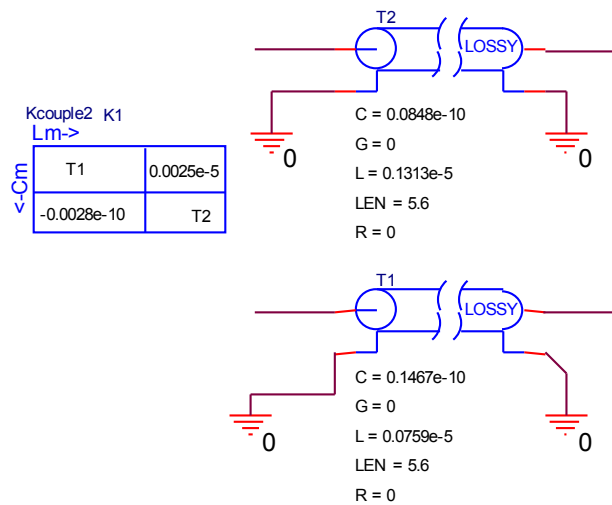 T2
LOSSY
0
0
C = 0.0848e-10
G = 0
L = 0.1313e-5
LEN = 5.6
R = 0
Kcouple2 K1
Lm->
<-Cm
T1 0.0025e-5
-0.0028e-10 T2
T1
LOSSY
0
0
C = 0.1467e-10
G = 0
L = 0.0759e-5
LEN = 5.6
R = 0